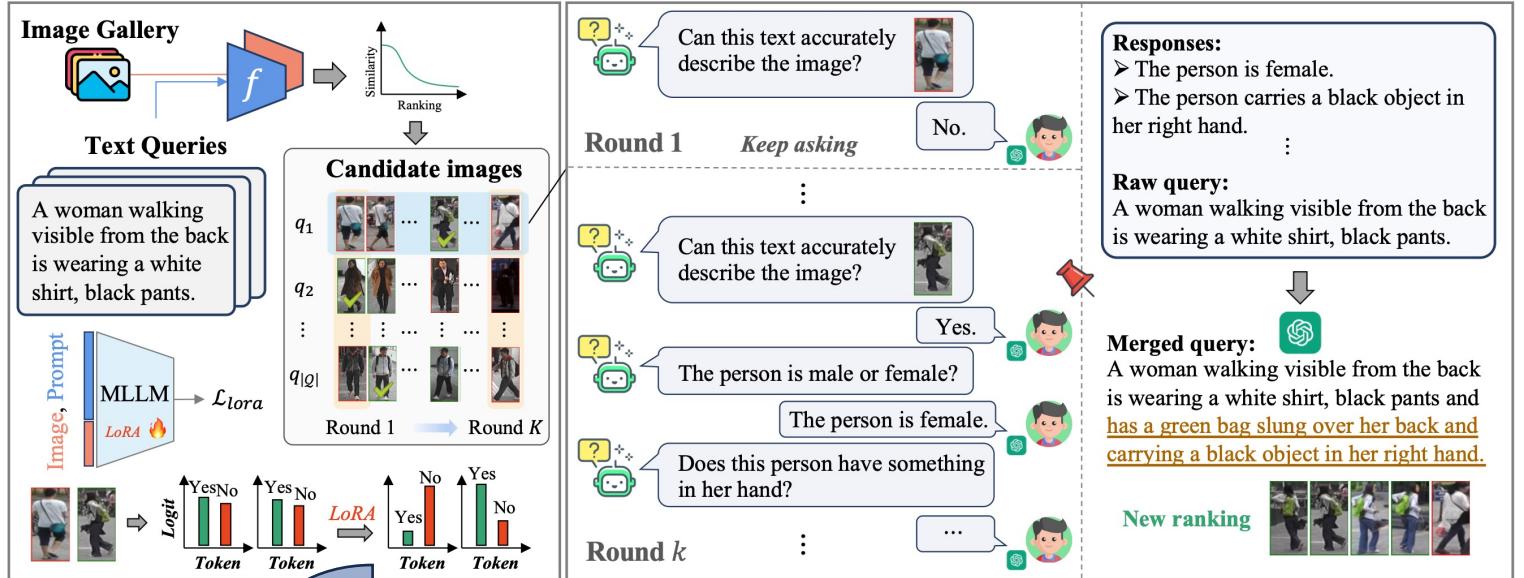 Image Gallery
f
Similarity
Ranking
Text Queries
A woman walking
visible from the back
is wearing a white
shirt, black pants.
Candidate images
q1
...
...
q2
...
...
⋮
⋮
⋮
...
⋮
...
⋮
q|Q|
...
...
Round 1
Round K
Image, Prompt
MLLM
LoRA
ℒlora
Logit
Yes No
Token
Yes No
Token
LoRA
Yes
No
Token
Yes
No
Token
?
Can this text accurately
describe the image?
No.
Round 1
Keep asking
⋮
?
Can this text accurately
describe the image?
Yes.
?
The person is male or female?
The person is female.
?
Does this person have something
in her hand?
...
Round k
⋮
Responses:
➢ The person is female.
➢ The person carries a black object in
her right hand.
⋮
Raw query:
A woman walking visible from the back
is wearing a white shirt, black pants.
Merged query:
A woman walking visible from the back
is wearing a white shirt, black pants and
has a green bag slung over her back and
carrying a black object in her right hand.
New ranking